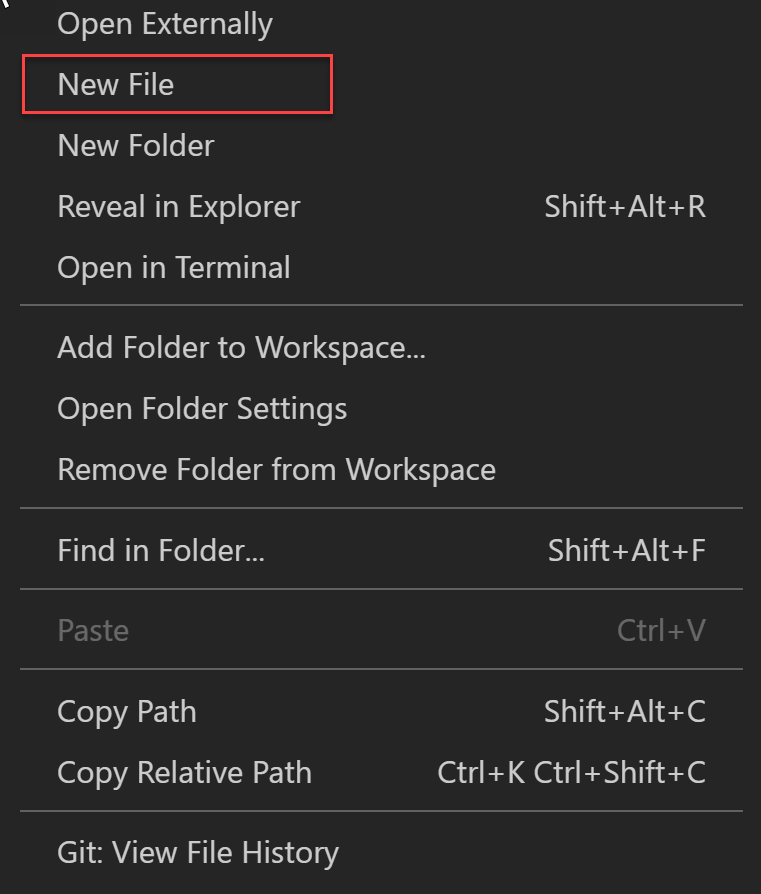 Open Externally
New File
New Folder
Reveal in Explorer Shift+Alt+R
Open in Terminal
Add Folder to Workspace...
Open Folder Settings
Remove Folder from Workspace
Find in Folder... Shift+Alt+F
Paste Ctrl+V
Copy Path Shift+Alt+C
Copy Relative Path Ctrl+K Ctrl+Shift+C
Git: View File History